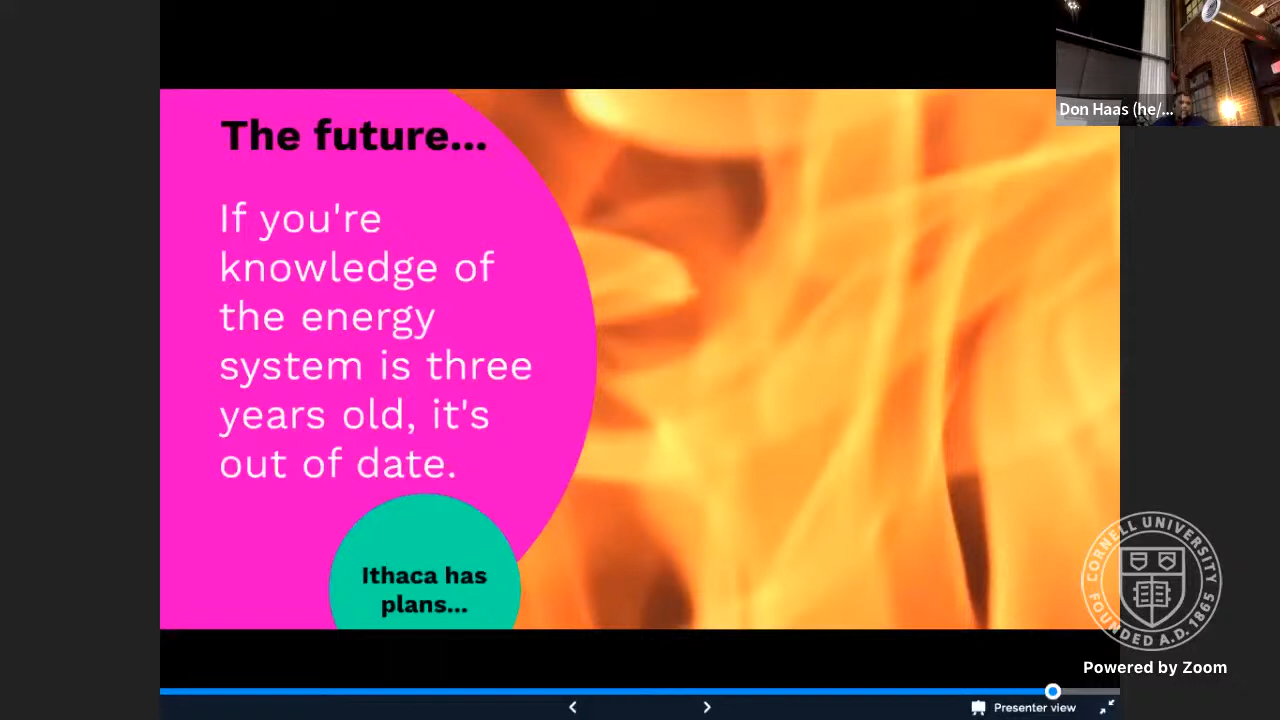 The future...
If you're
knowledge of
the energy
system is three
years old, it's
out of date.
Ithaca has
plans...
Don Haas (he/...
CORNELL UNIVERSITY
FOUNDED A.D. 1865
Powered by Zoom
Presenter view